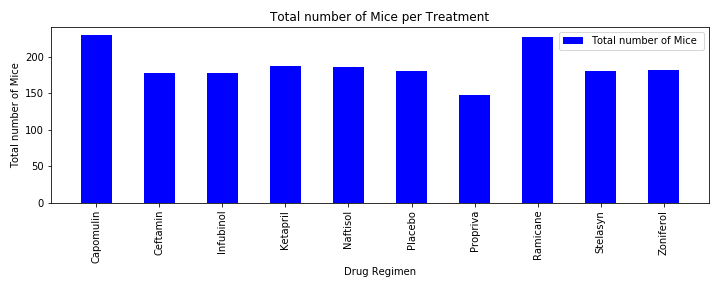 Total number of Mice per Treatment
Total number of Mice
Total number of Mice
200
150
100
50
0
Capomulin
Ceftamin
Infubinol
Ketapril
Naftisol
Placebo
Propriva
Ramicane
Stelasyn
Zoniferol
Drug Regimen